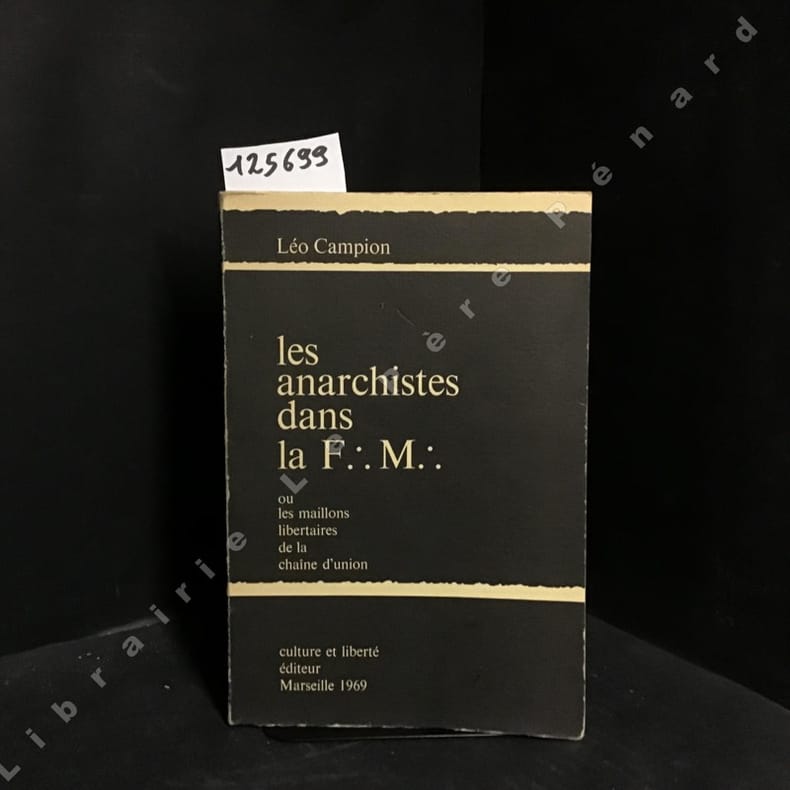 125699
Léo Campion
les
anarchistes
dans
la F∴ M∴
ou
les maillons
libertaires
de la
chaîne d'union
culture et liberté
éditeur
Marseille 1969
Librairie Le Père Pénard